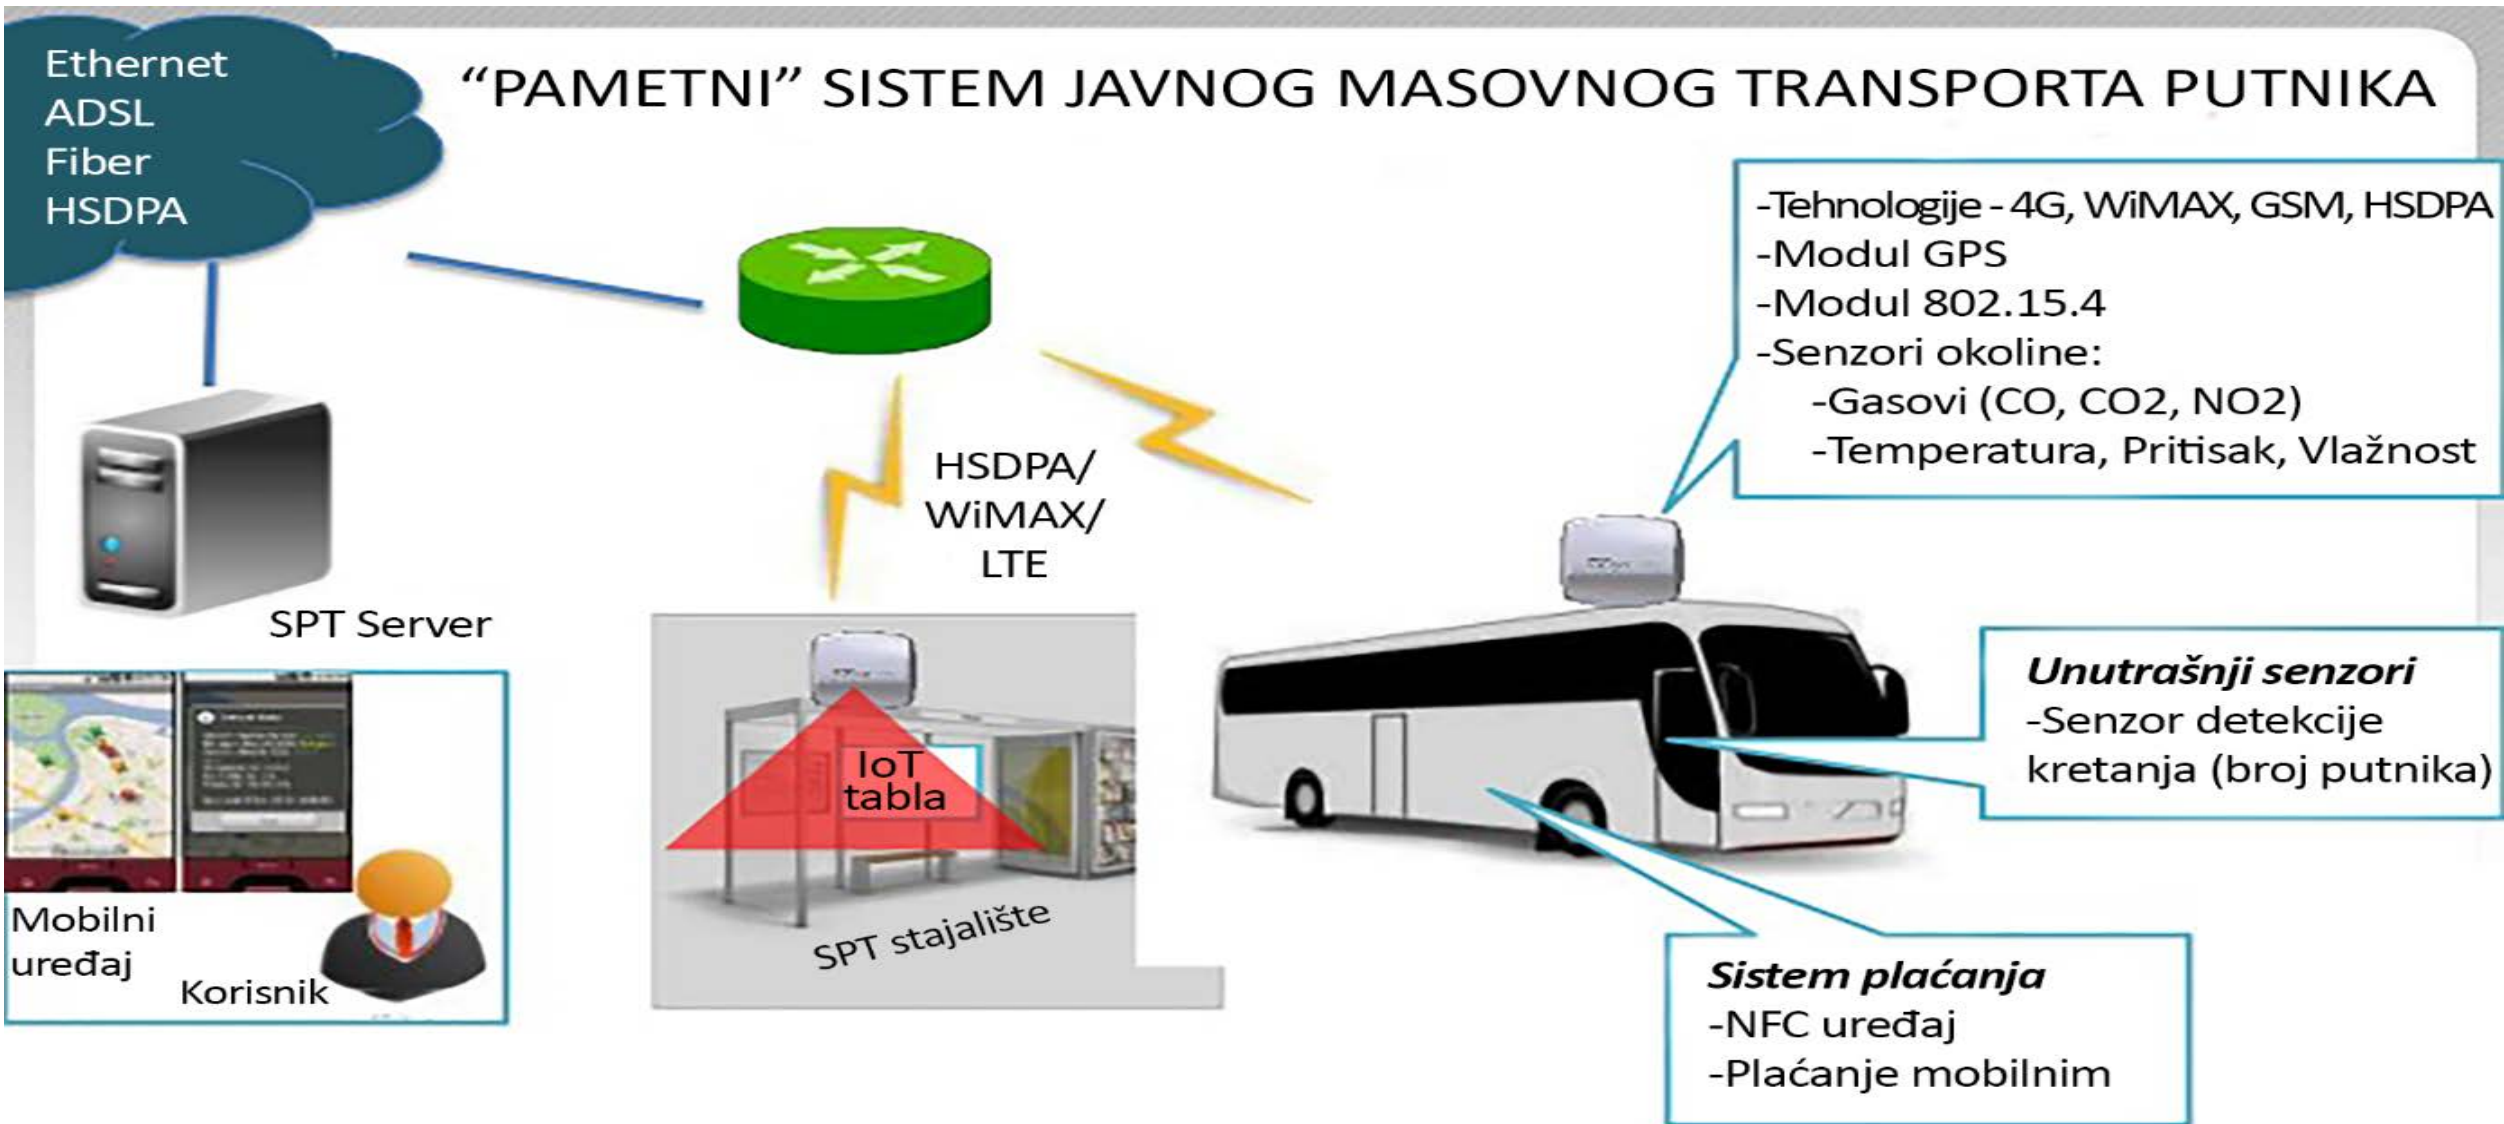 Ethernet
ADSL
Fiber
HSDPA
“PAMETNI” SISTEM JAVNOG MASOVNOG TRANSPORTA PUTNIKA
-Tehnologije - 4G, WiMAX, GSM, HSDPA
-Modul GPS
-Modul 802.15.4
-Senzori okoline:
-Gasovi (CO, CO2, NO2)
-Temperatura, Pritisak, Vlažnost
HSDPA/
WiMAX/
LTE
SPT Server
Unutrašnji senzori
-Senzor detekcije
kretanja (broj putnika)
IoT
tabla
SPT stajalište
Mobilni
uređaj
Korisnik
Sistem plaćanja
-NFC uređaj
-Plaćanje mobilnim